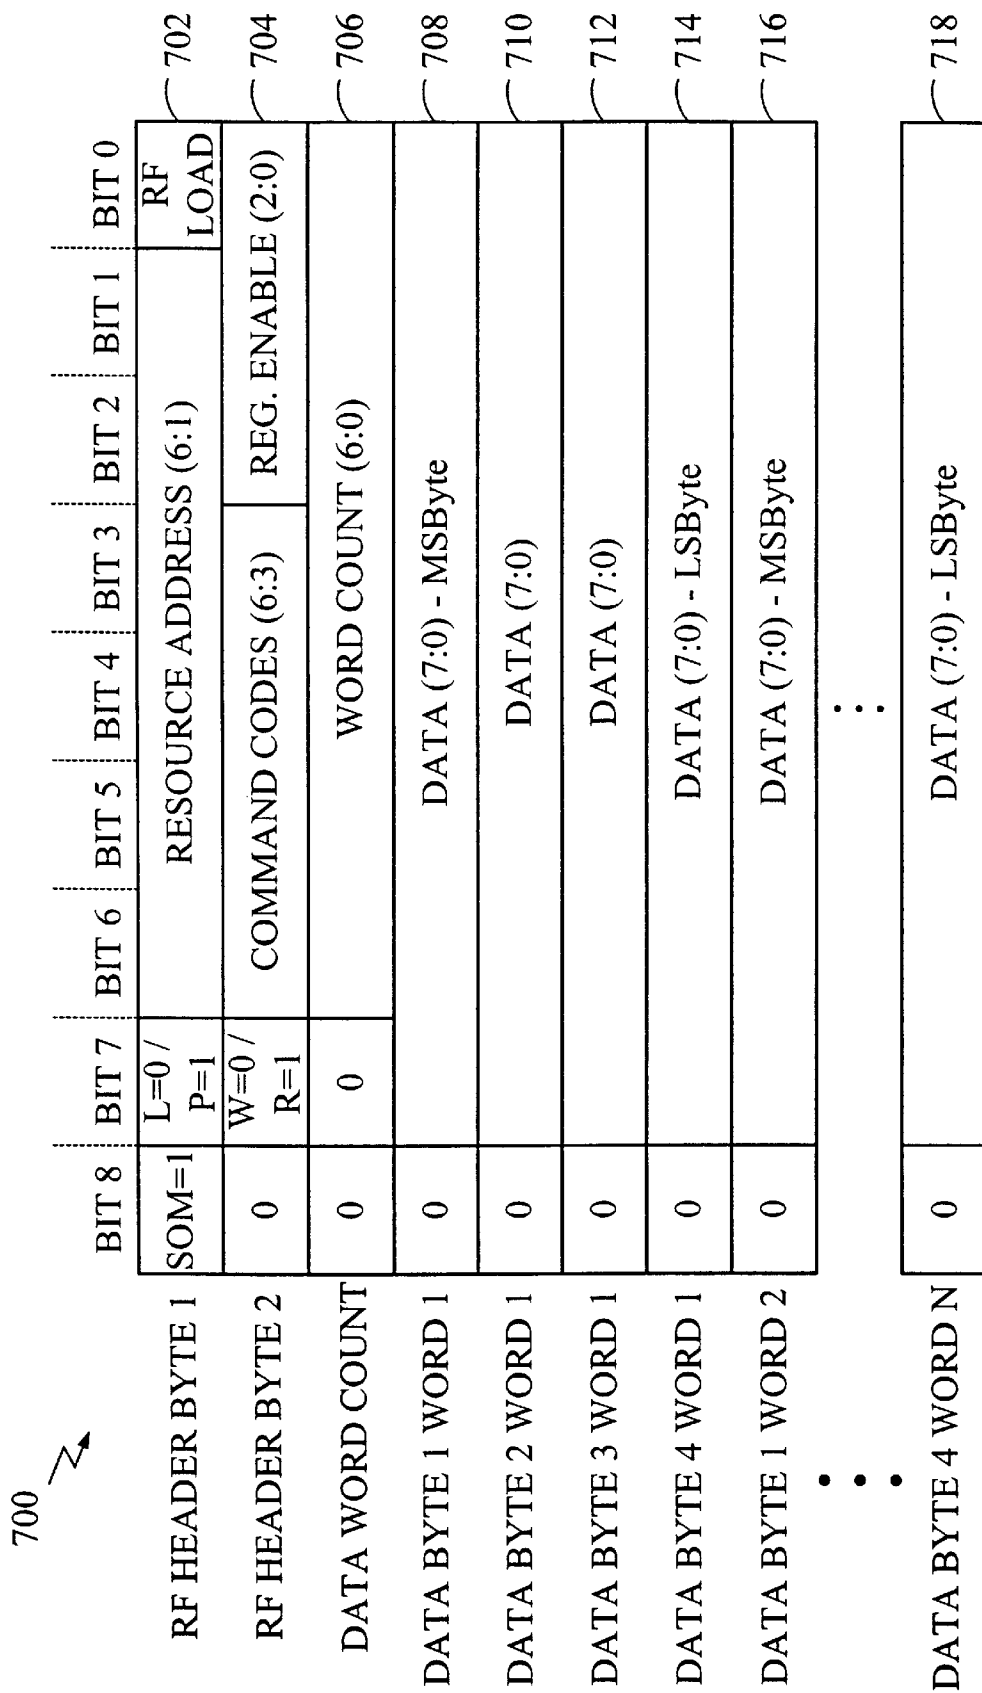 700
BIT 8 BIT 7 BIT 6 BIT 5 BIT 4 BIT 3 BIT 2 BIT 1 BIT 0
RF HEADER BYTE 1 SOM=1 L=0 / P=1 RESOURCE ADDRESS (6:1) RF LOAD 702
RF HEADER BYTE 2 0 W=0 / R=1 COMMAND CODES (6:3) REG. ENABLE (2:0) 704
DATA WORD COUNT 0 0 WORD COUNT (6:0) 706
DATA BYTE 1 WORD 1 0 DATA (7:0) - MSByte 708
DATA BYTE 2 WORD 1 0 DATA (7:0) 710
DATA BYTE 3 WORD 1 0 DATA (7:0) 712
DATA BYTE 4 WORD 1 0 DATA (7:0) - LSByte 714
DATA BYTE 1 WORD 2 0 DATA (7:0) - MSByte 716
DATA BYTE 4 WORD N 0 DATA (7:0) - LSByte 718